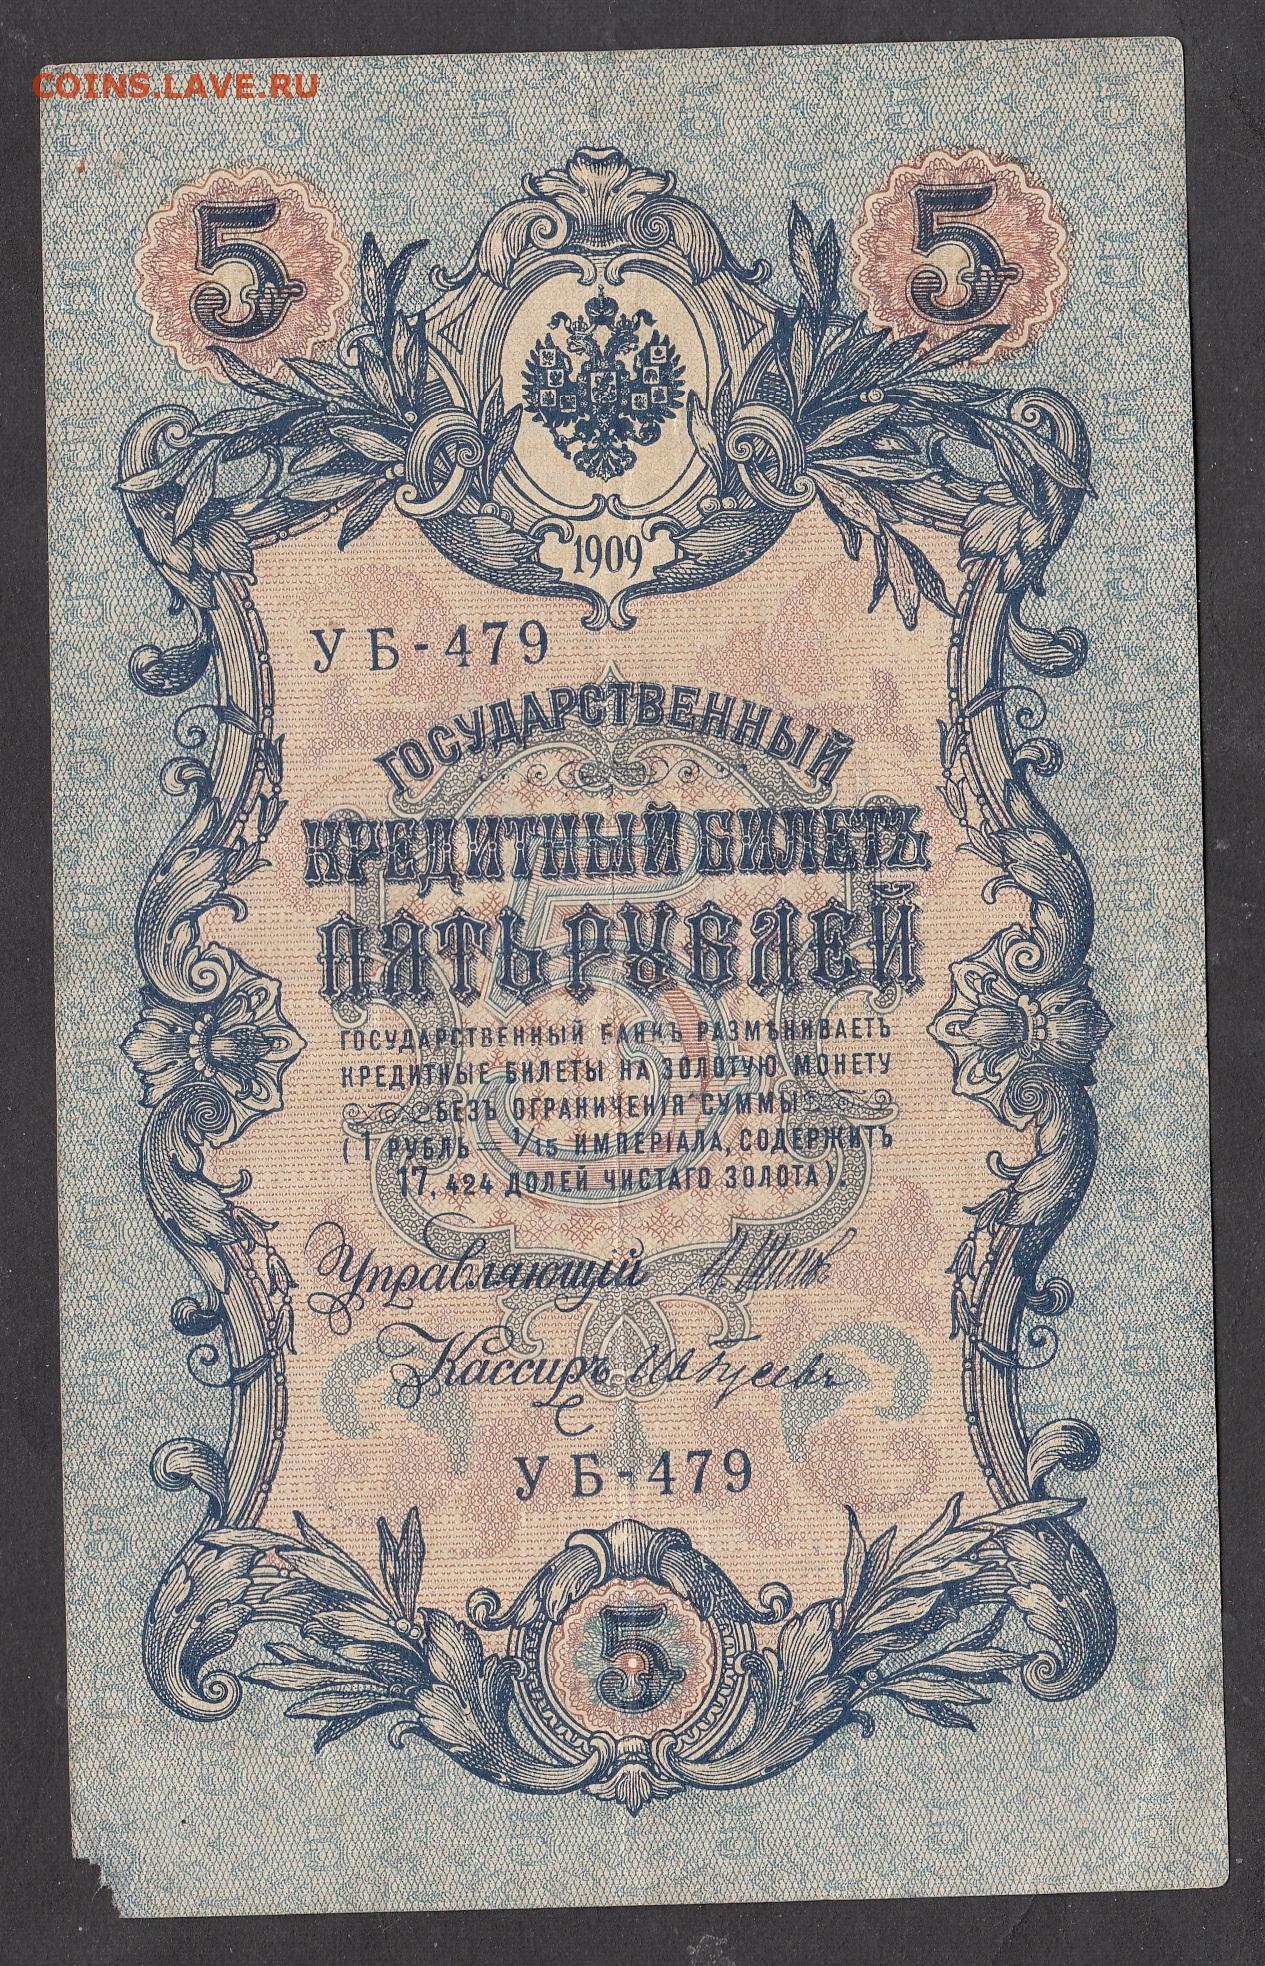 COINS.LAVE.RU
5 5
1909
УБ-479
ГОСУДАРСТВЕННЫЙ
КРЕДИТНЫЙ БИЛЕТЪ
ПЯТЬ РУБЛЕЙ
ГОСУДАРСТВЕННЫЙ БАНКЪ РАЗМѢНИВАЕТЪ
КРЕДИТНЫЕ БИЛЕТЫ НА ЗОЛОТУЮ МОНЕТУ
БЕЗЪ ОГРАНИЧЕНІЯ СУММЫ
(1 РУБЛЬ — 1/15 ИМПЕРІАЛА, СОДЕРЖИТЪ
17,424 ДОЛЕЙ ЧИСТАГО ЗОЛОТА).
Управляющій И Шипов
Кассиръ Гусевъ
УБ-479
5